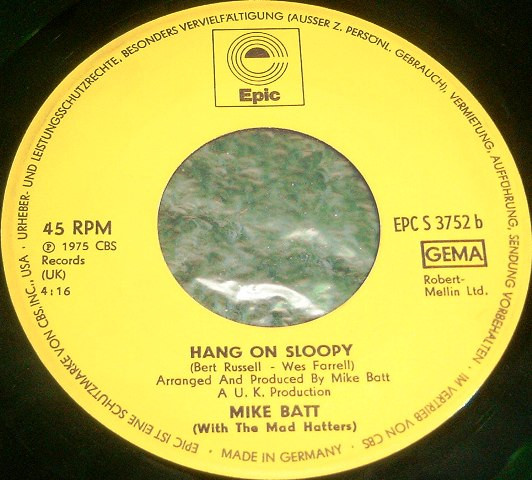 URHEBER- UND LEISTUNGSSCHUTZRECHTE, BESONDERS VERVIELFÄLTIGUNG (AUSSER Z. PERSÖNL. GEBRAUCH), VERMIETUNG, AUFFÜHRUNG, SENDUNG VORBEHALTEN · IM VERTRIEB VON CBS
Epic
45 RPM
Ⓟ 1975 CBS
Records
(UK)
4:16
EPC S 3752 b
GEMA
Robert-
Mellin Ltd.
HANG ON SLOOPY
(Bert Russell - Wes Farrell)
Arranged And Produced By Mike Batt
A U. K. Production
MIKE BATT
(With The Mad Hatters)
EPIC IST EINE SCHUTZMARKE VON CBS, INC., USA ·
• MADE IN GERMANY •